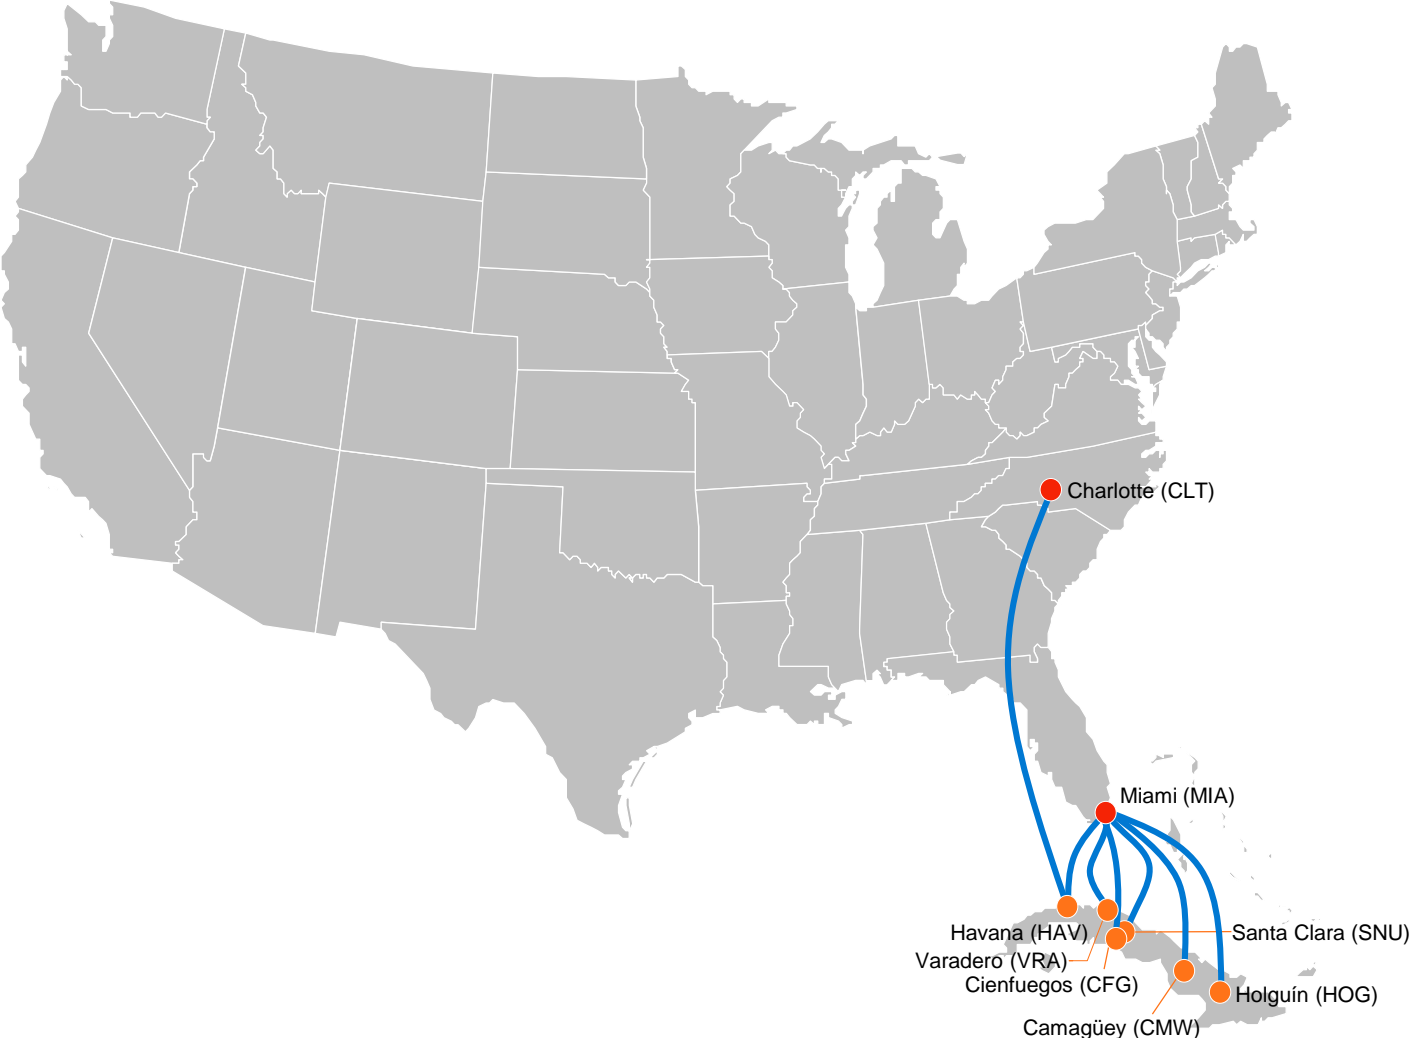 Charlotte (CLT)
Miami (MIA)
Havana (HAV)
Santa Clara (SNU)
Varadero (VRA)
Cienfuegos (CFG)
Holguín (HOG)
Camagüey (CMW)